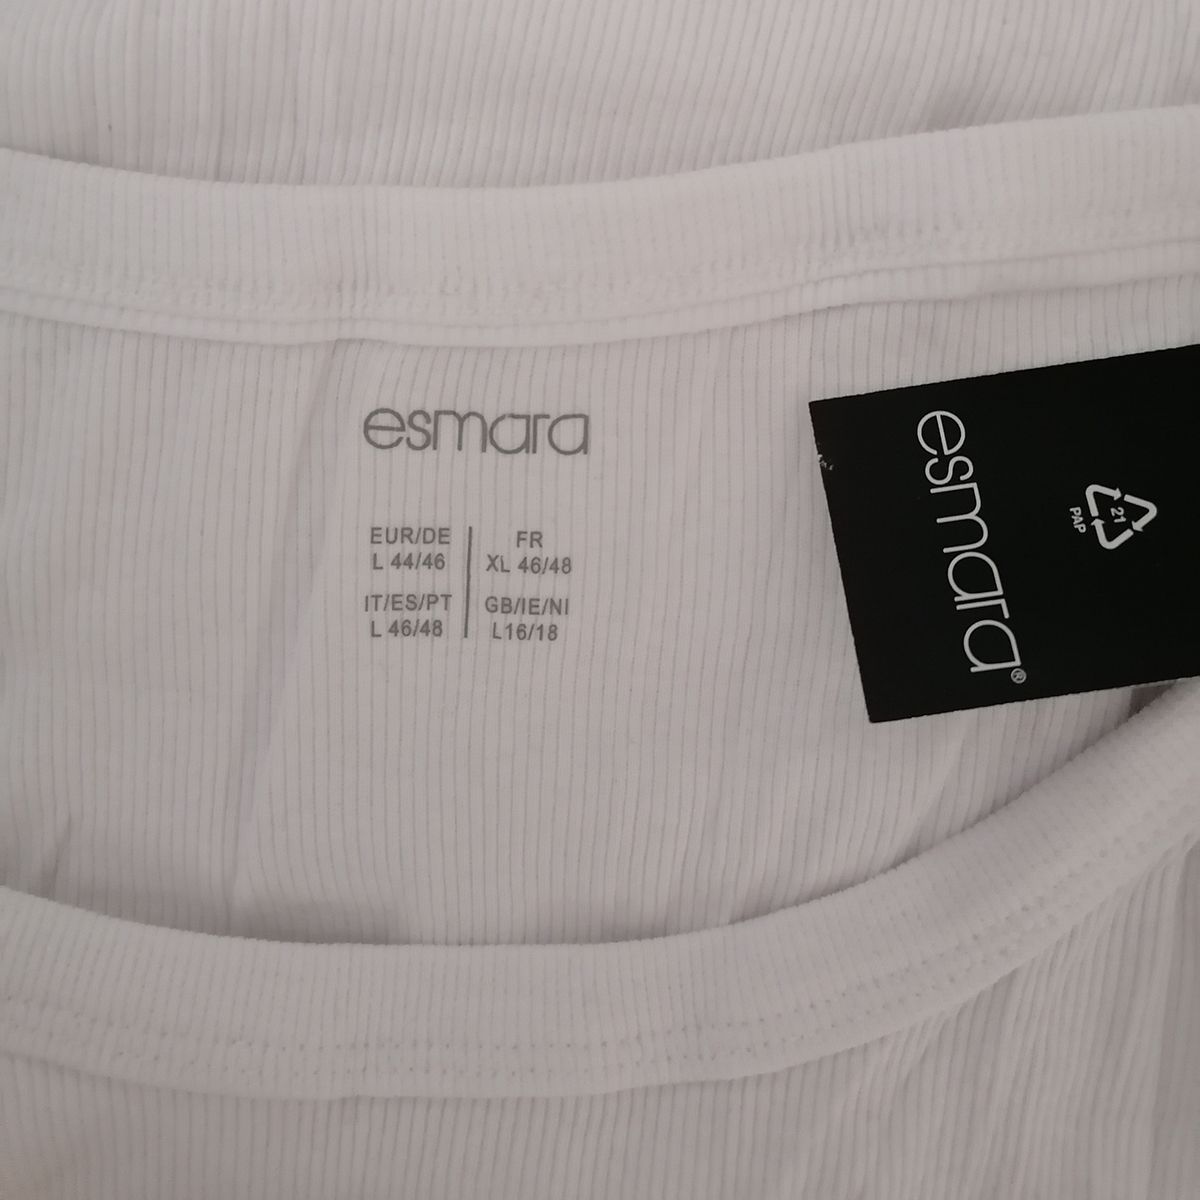 esmara
EUR/DE
L 44/46
FR
XL 46/48
IT/ES/PT
L 46/48
GB/IE/NI
L16/18
esmara®
21
PAP